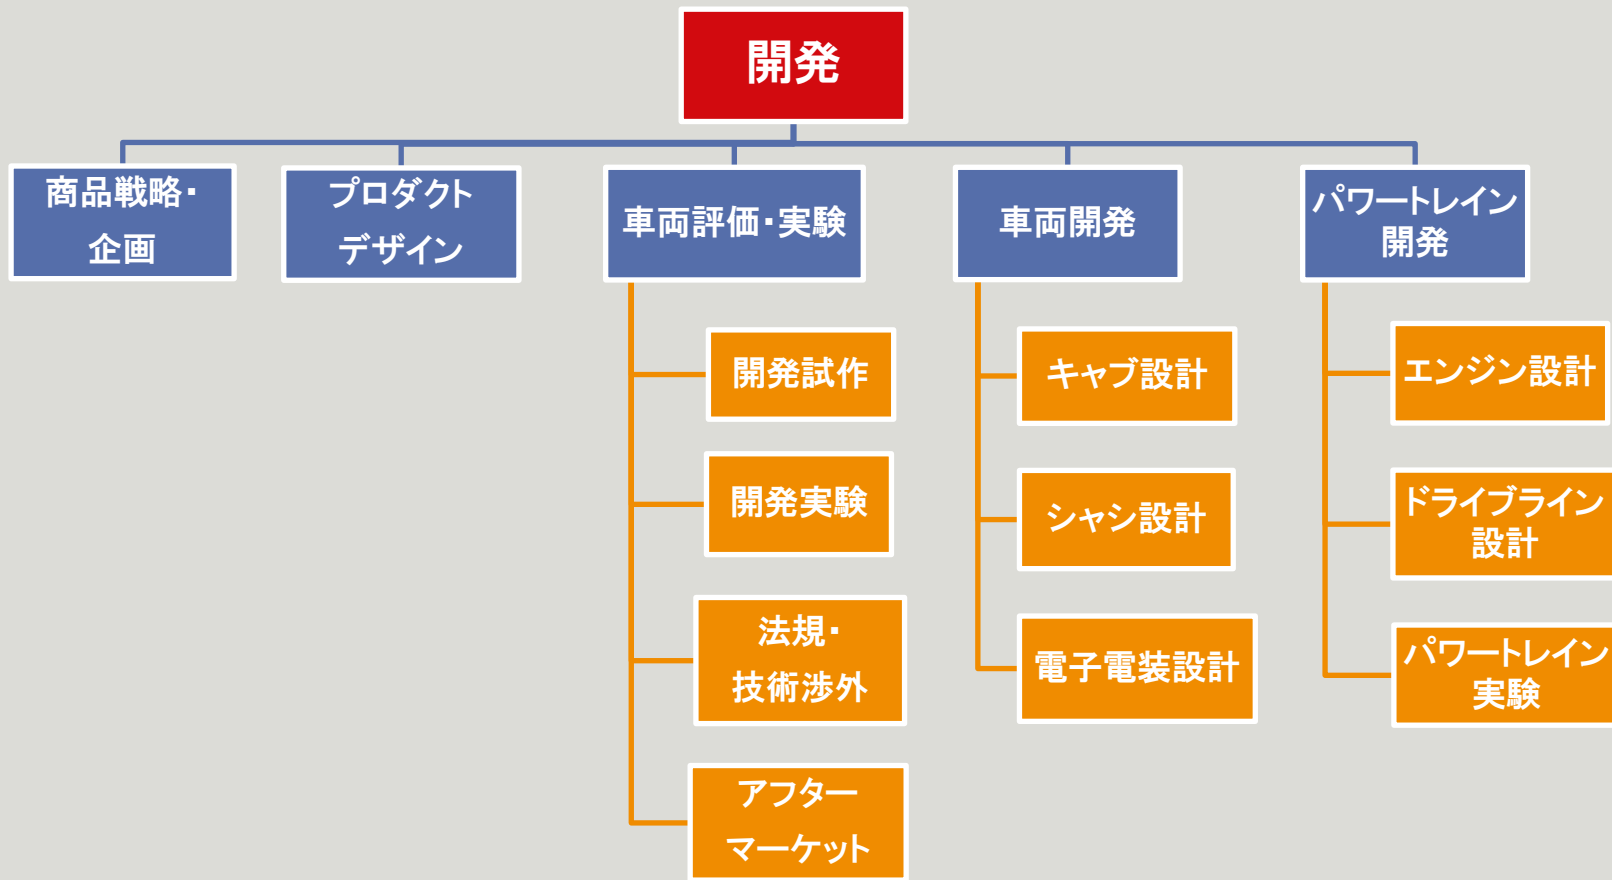 開発
商品戦略・
企画
プロダクト
デザイン
車両評価・実験
車両開発
パワートレイン
開発
開発試作
開発実験
法規・
技術渉外
アフター
マーケット
キャブ設計
シャシ設計
電子電装設計
エンジン設計
ドライブライン
設計
パワートレイン
実験